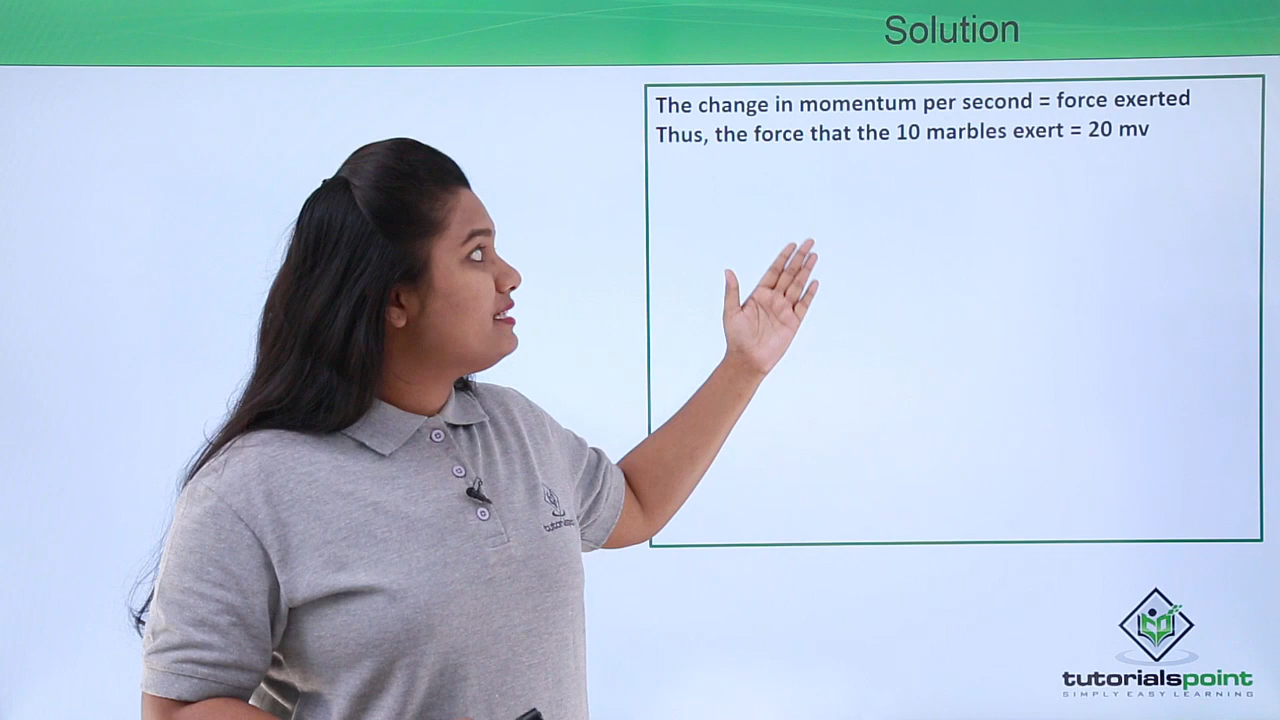 Solution
The change in momentum per second = force exerted
Thus, the force that the 10 marbles exert = 20 mv
tutorialspoint
SIMPLY EASY LEARNING